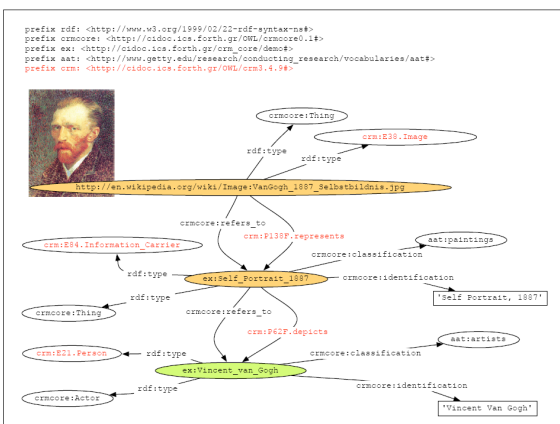 prefix rdf: <http://www.w3.org/1999/02/22-rdf-syntax-ns#>
prefix crmcore: <http://cidoc.ics.forth.gr/OWL/crmcore0.1#>
prefix ex: <http://cidoc.ics.forth.gr/crm_core/demo#>
prefix aat: <http://www.getty.edu/research/conducting_research/vocabularies/aat#>
prefix crm: <http://cidoc.ics.forth.gr/OWL/crm3.4.9#>
crmcore:Thing
crm:E38.Image
rdf:type
rdf:type
http://en.wikipedia.org/wiki/Image:VanGogh_1887_Selbstbildnis.jpg
crmcore:refers_to
crm:P138F.represents
crm:E84.Information_Carrier
aat:paintings
crmcore:classification
rdf:type
ex:Self_Portrait_1887
crmcore:identification
rdf:type
'Self Portrait, 1887'
crmcore:Thing
crmcore:refers_to
crm:P62F.depicts
aat:artists
crm:E21.Person
rdf:type
crmcore:classification
ex:Vincent_van_Gogh
rdf:type
crmcore:identification
crmcore:Actor
'Vincent Van Gogh'